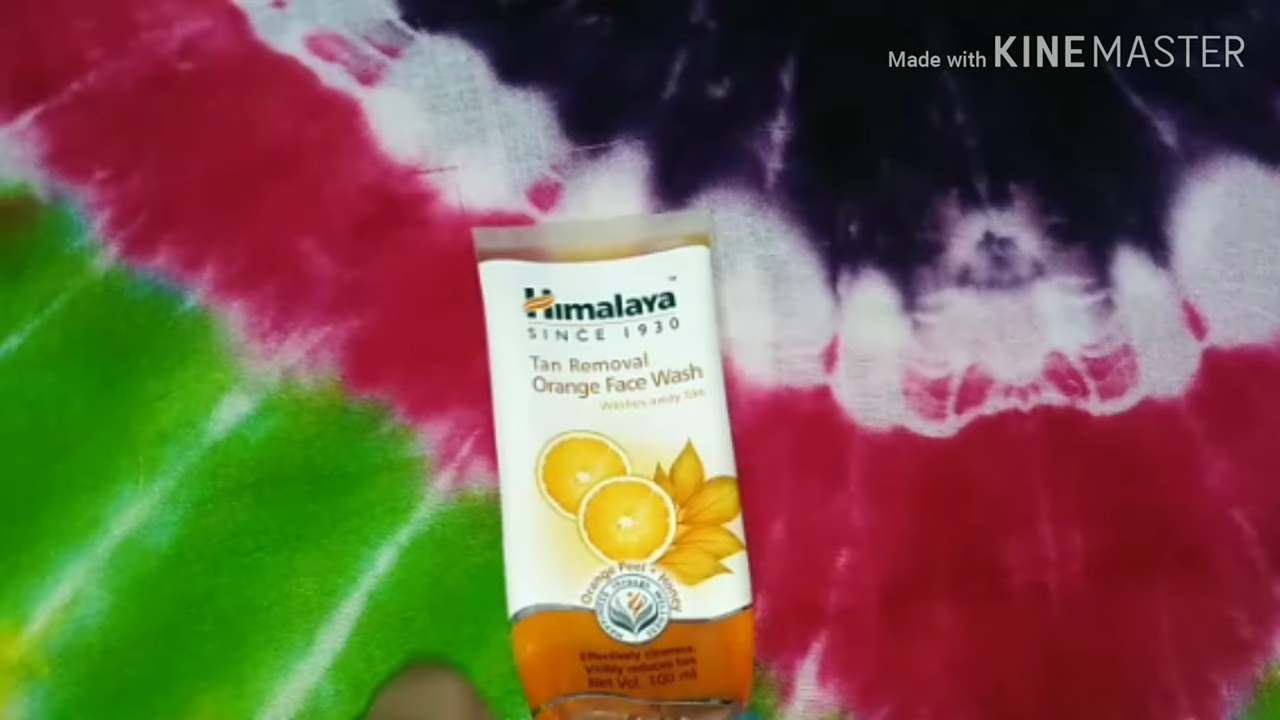 Made with KINEMASTER
Himalaya™
SINCE 1930
Tan Removal
Orange Face Wash
Washes away tan
Orange Peel • Honey
Effectively cleanses
Visibly reduces tan
Net Vol. 100 ml